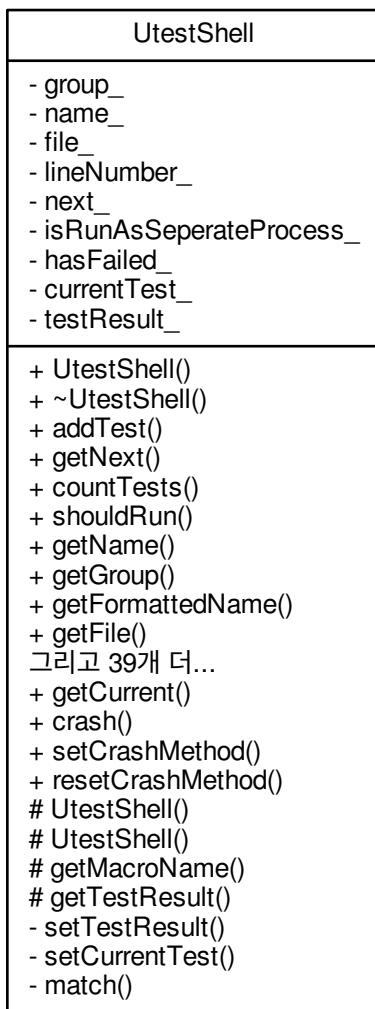 UtestShell
- group_
- name_
- file_
- lineNumber_
- next_
- isRunAsSeperateProcess_
- hasFailed_
- currentTest_
- testResult_
+ UtestShell()
+ ~UtestShell()
+ addTest()
+ getNext()
+ countTests()
+ shouldRun()
+ getName()
+ getGroup()
+ getFormattedName()
+ getFile()
그리고 39개 더...
+ getCurrent()
+ crash()
+ setCrashMethod()
+ resetCrashMethod()
# UtestShell()
# UtestShell()
# getMacroName()
# getTestResult()
- setTestResult()
- setCurrentTest()
- match()